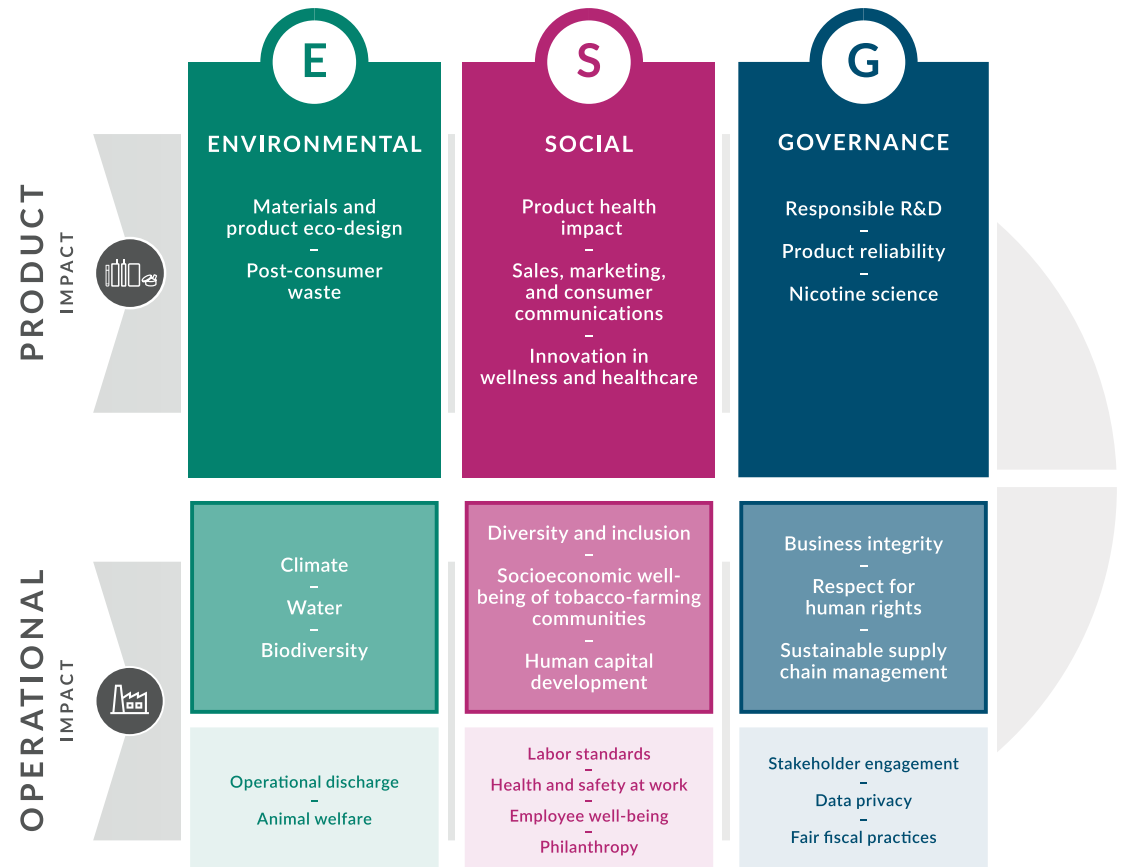 PRODUCT
IMPACT
E
ENVIRONMENTAL
Materials and
product eco-design
–
Post-consumer
waste
S
SOCIAL
Product health
impact
–
Sales, marketing,
and consumer
communications
–
Innovation in
wellness and healthcare
G
GOVERNANCE
Responsible R&D
–
Product reliability
–
Nicotine science
OPERATIONAL
IMPACT
Climate
–
Water
–
Biodiversity
Diversity and inclusion
–
Socioeconomic well-
being of tobacco-farming
communities
–
Human capital
development
Business integrity
–
Respect for
human rights
–
Sustainable supply
chain management
Operational discharge
–
Animal welfare
Labor standards
–
Health and safety at work
–
Employee well-being
–
Philanthropy
Stakeholder engagement
–
Data privacy
–
Fair fiscal practices